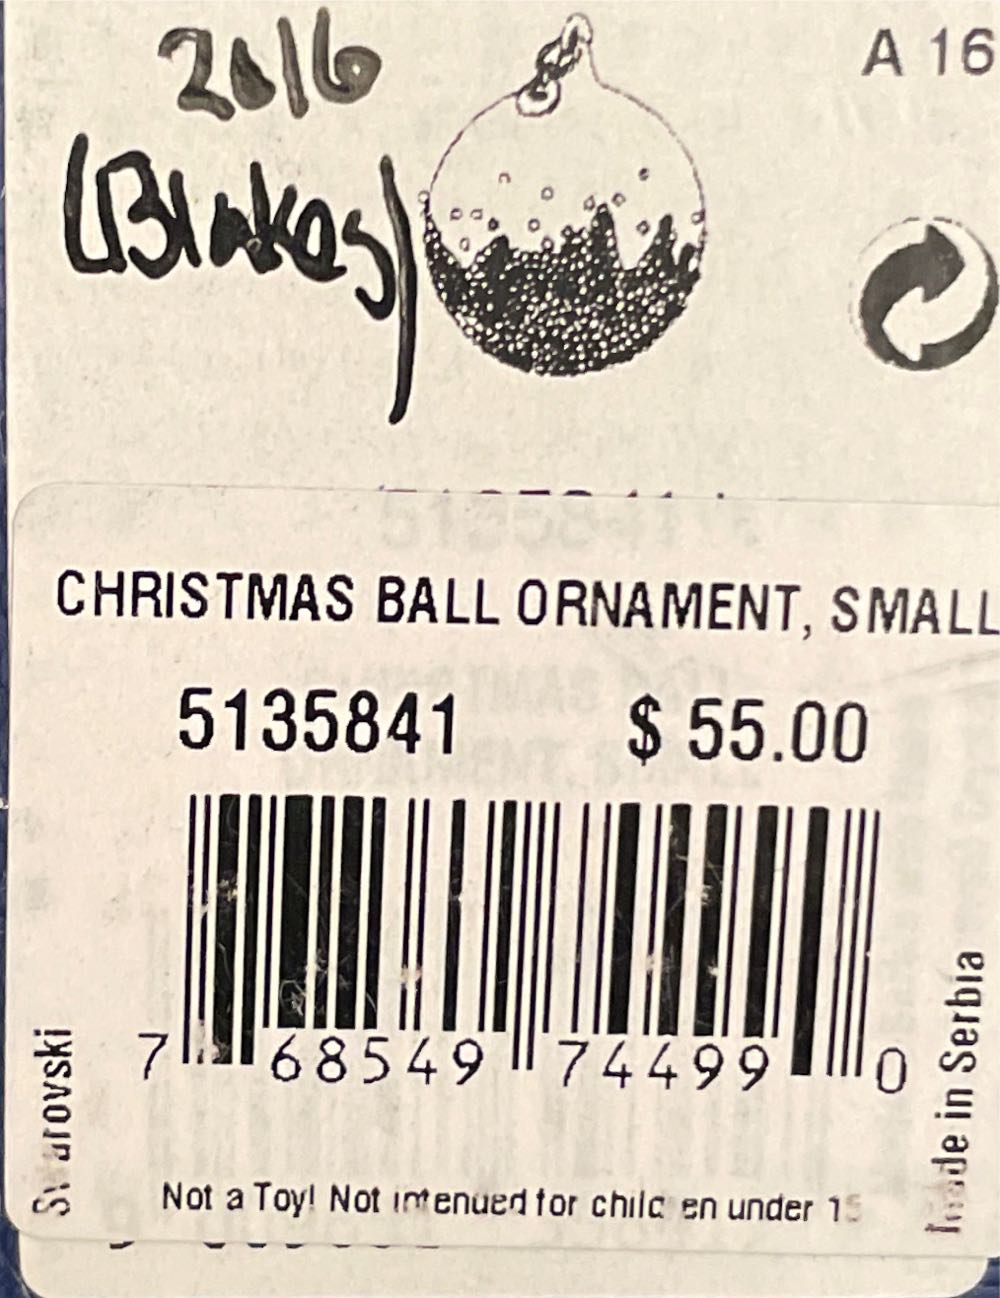 2016
A 16
(Blakes)
CHRISTMAS BALL ORNAMENT, SMALL
5135841 $ 55.00
7 68549 74499 0
Swarovski
Made in Serbia
Not a Toy! Not intended for children under 15